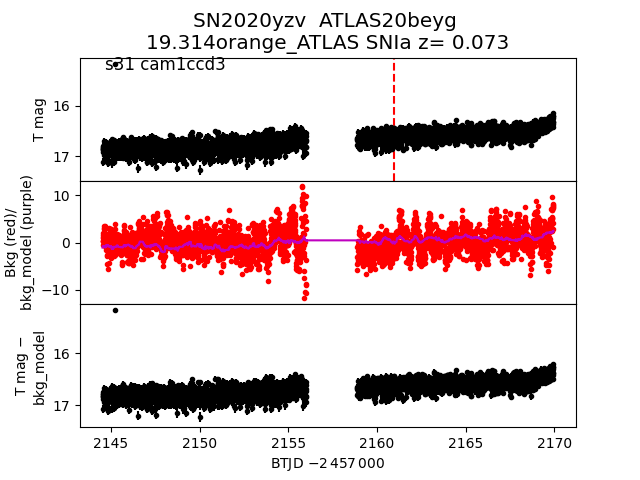 SN2020yzv ATLAS20beyg
19.314orange_ATLAS SNIa z= 0.073
s31 cam1ccd3
T mag
16
17
Bkg (red)/
bkg_model (purple)
10
0
−10
T mag −
bkg_model
16
17
2145 2150 2155 2160 2165 2170
BTJD −2 457 000